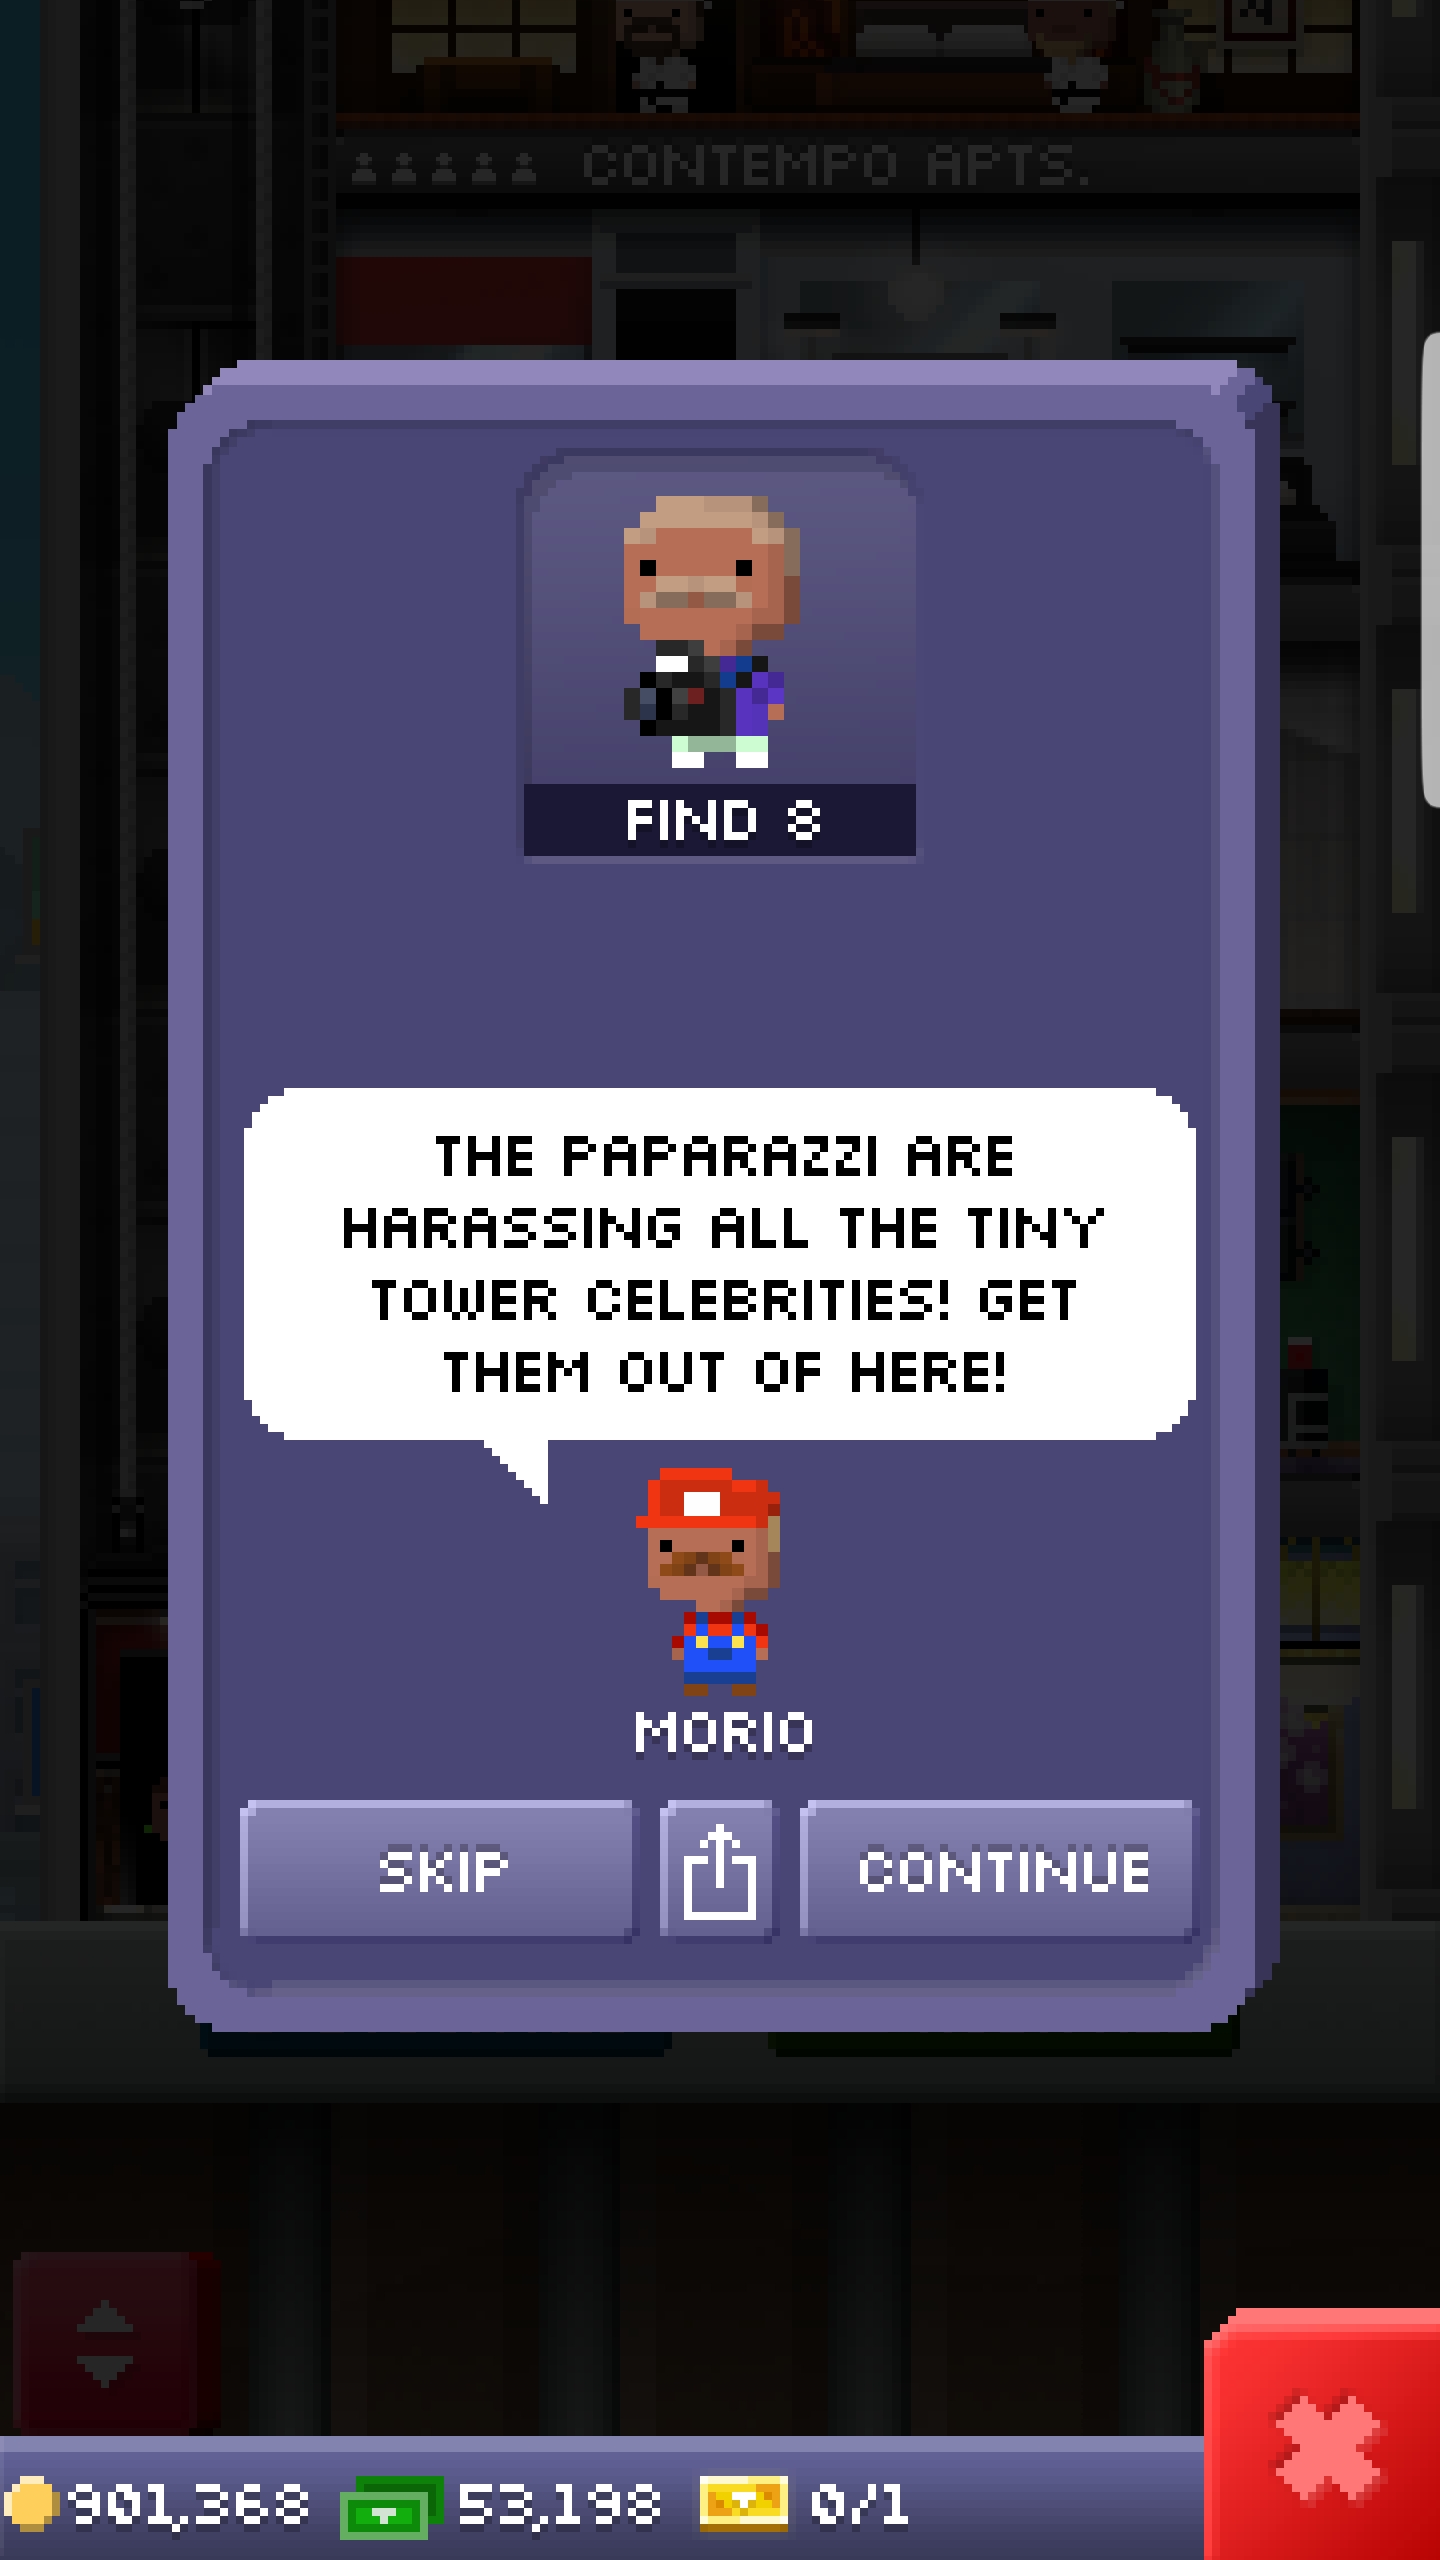 CONTEMPO APTS.
FIND 8
THE PAPARAZZI ARE
HARASSING ALL THE TINY
TOWER CELEBRITIES! GET
THEM OUT OF HERE!
MORIO
SKIP
CONTINUE
901,368
53,198
0/1